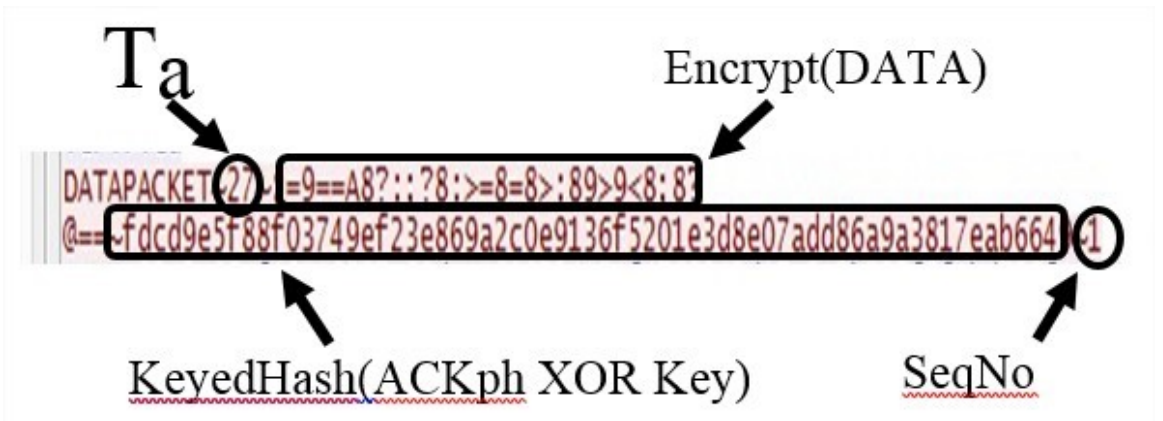 Ta
Encrypt(DATA)
DATAPACKET~27~=9==A8?::?8:>=8=8>:89>9<8:8?
@==~fdcd9e5f88f03749ef23e869a2c0e9136f5201e3d8e07add86a9a3817eab664~1
KeyedHash(ACKph XOR Key)
SeqNo